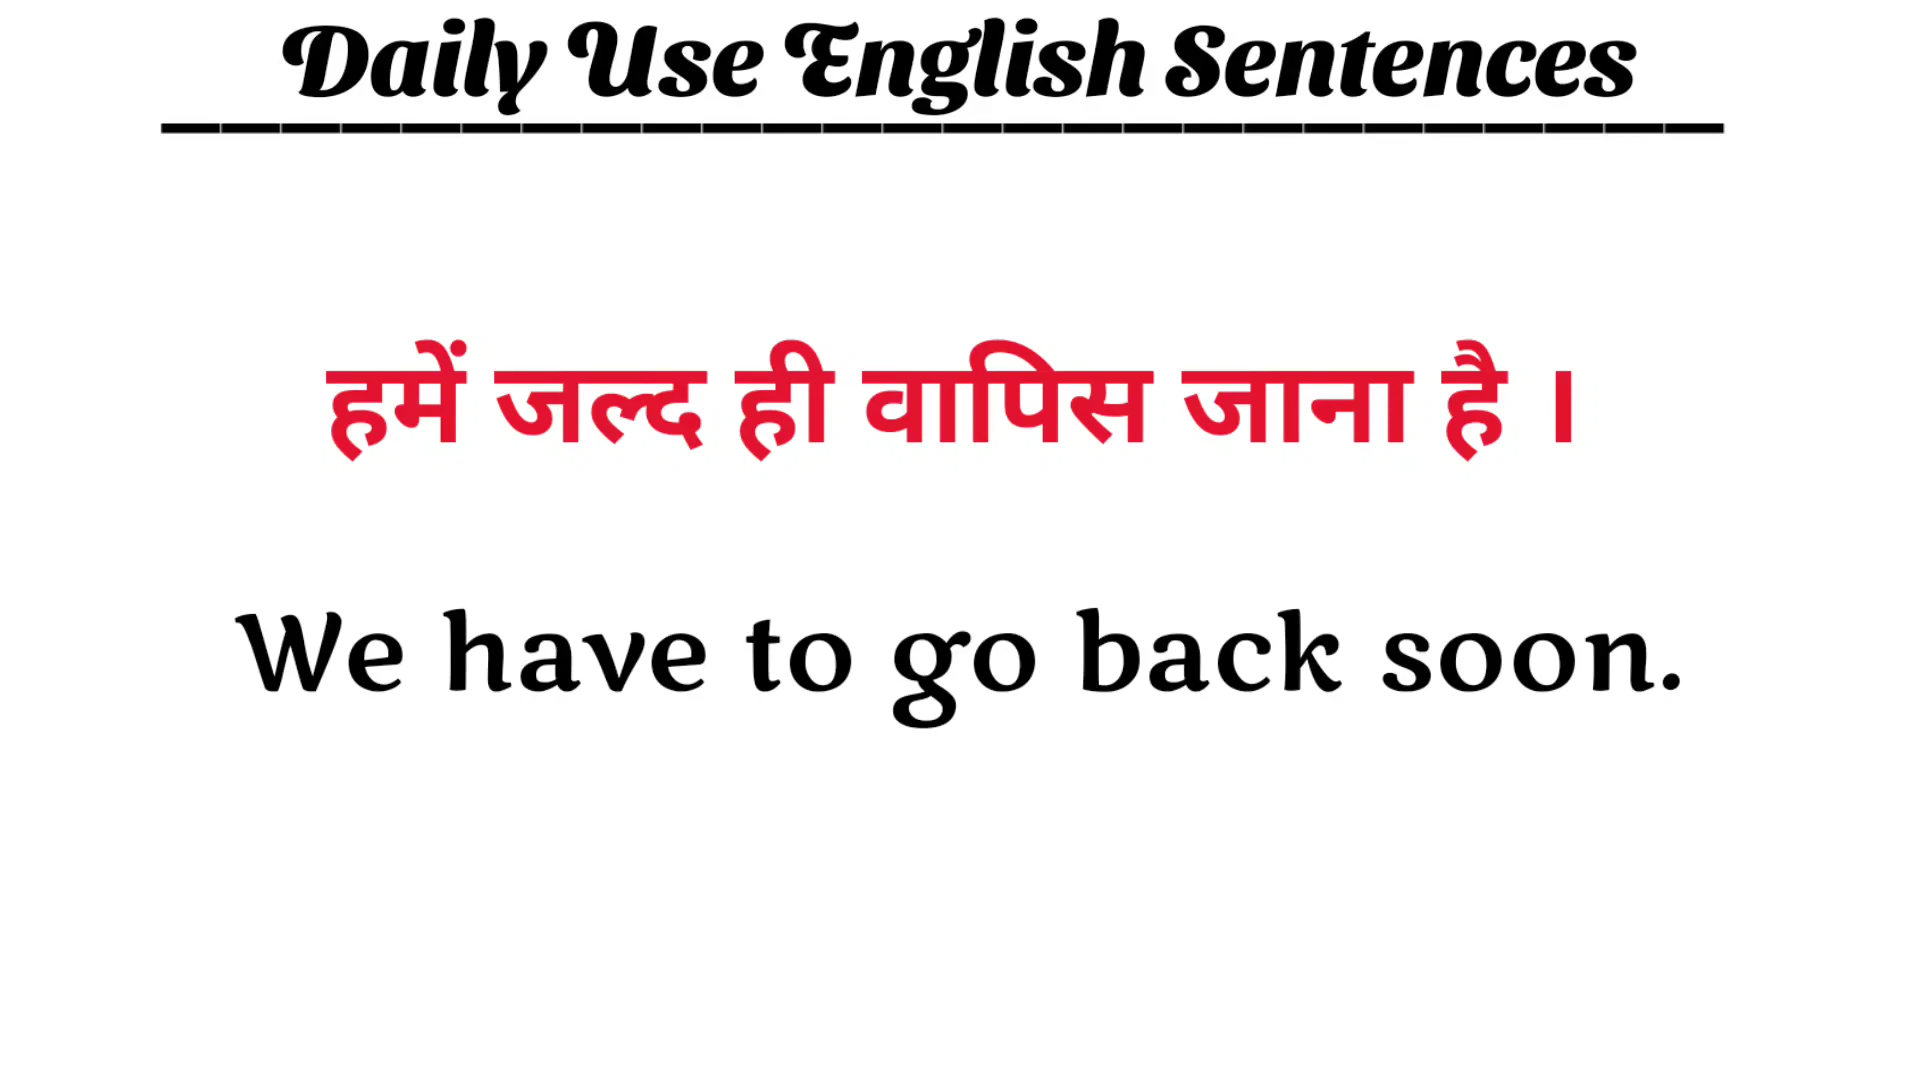 Daily Use English Sentences
हमें जल्द ही वापिस जाना है ।
We have to go back soon.